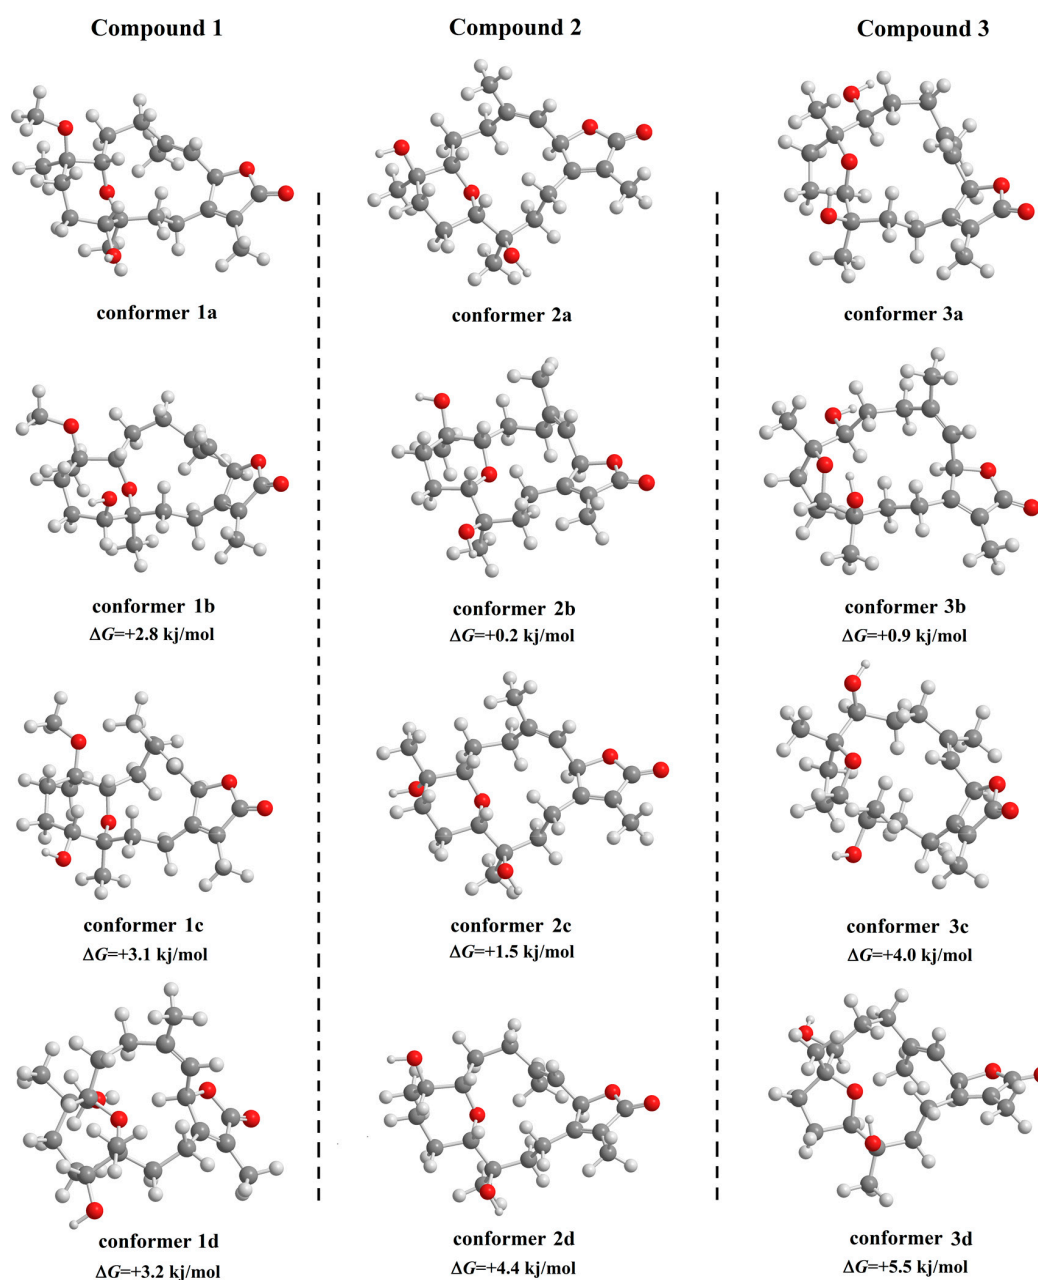 Compound 1
Compound 2
Compound 3
conformer 1a
conformer 2a
conformer 3a
conformer 1b
ΔG=+2.8 kj/mol
conformer 2b
ΔG=+0.2 kj/mol
conformer 3b
ΔG=+0.9 kj/mol
conformer 1c
ΔG=+3.1 kj/mol
conformer 2c
ΔG=+1.5 kj/mol
conformer 3c
ΔG=+4.0 kj/mol
conformer 1d
ΔG=+3.2 kj/mol
conformer 2d
ΔG=+4.4 kj/mol
conformer 3d
ΔG=+5.5 kj/mol